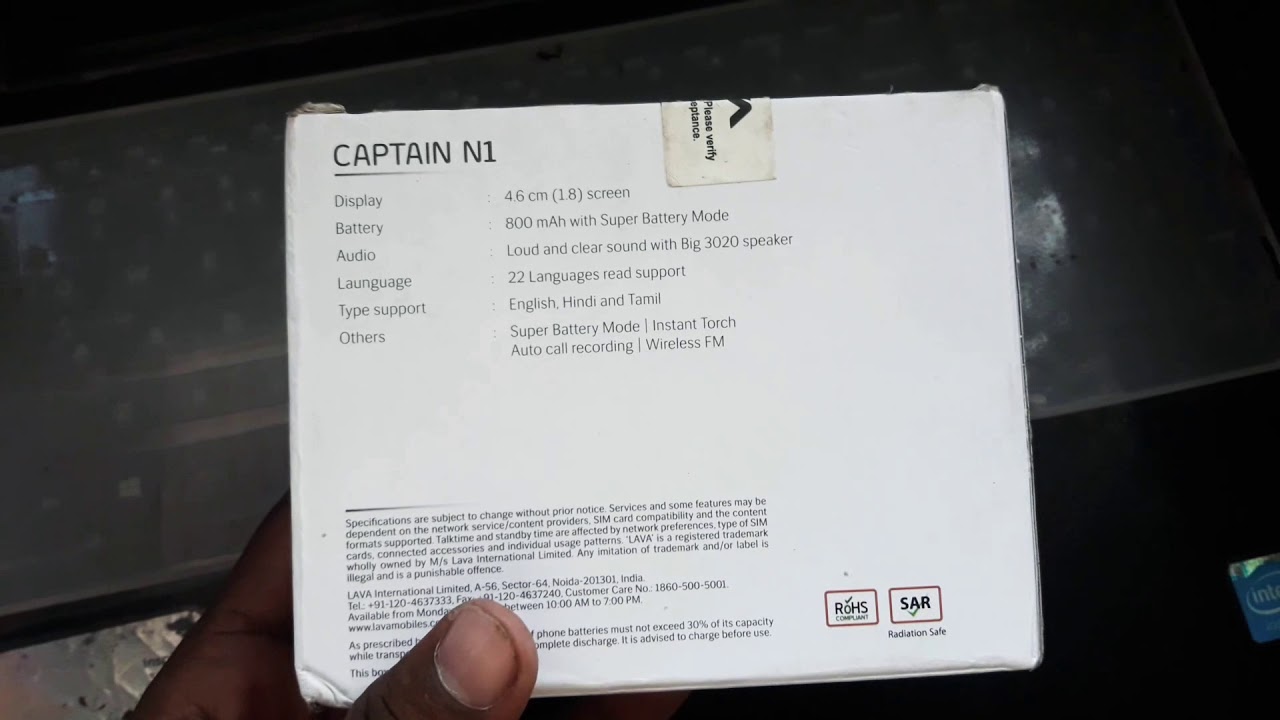 Please verify
eptance.
CAPTAIN N1
Display : 4.6 cm (1.8) screen
Battery : 800 mAh with Super Battery Mode
Audio : Loud and clear sound with Big 3020 speaker
Launguage : 22 Languages read support
Type support : English, Hindi and Tamil
Others : Super Battery Mode | Instant Torch
Auto call recording | Wireless FM
Specifications are subject to change without prior notice. Services and some features may be
dependent on the network service/content providers, SIM card compatibility and the content
formats supported. Talktime and standby time are affected by network preferences, type of SIM
cards, connected accessories and individual usage patterns. 'LAVA' is a registered trademark
wholly owned by M/s Lava International Limited. Any imitation of trademark and/or label is
illegal and is a punishable offence.
LAVA International Limited, A-56, Sector-64, Noida-201301, India.
Tel.: +91-120-4637333, Fax +91-120-4637240, Customer Care No.: 1860-500-5001.
Available from Monda between 10:00 AM to 7:00 PM.
www.lavamobiles.c
As prescribed phone batteries must not exceed 30% of its capacity
while transp omplete discharge. It is advised to charge before use.
This bo
RoHS
COMPLIANT
SAR
Radiation Safe
intel